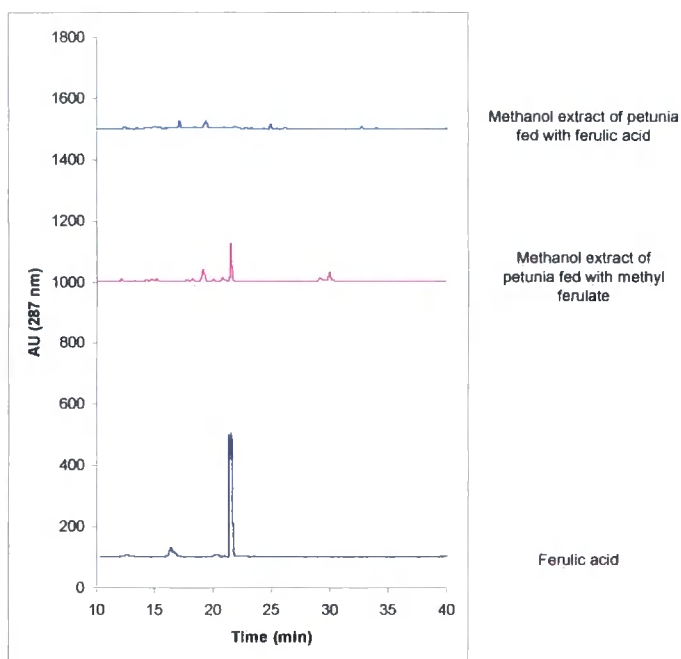 1800
1600
1400
1200
1000
800
600
400
200
0
AU (287 nm)
10 15 20 25 30 35 40
Time (min)
Methanol extract of petunia
fed with ferulic acid
Methanol extract of
petunia fed with methyl
ferulate
Ferulic acid